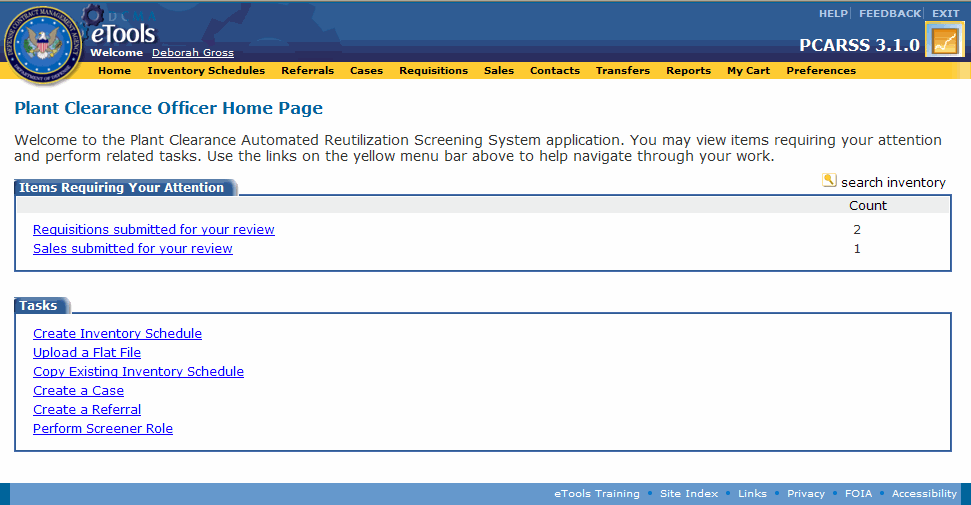 HELP FEEDBACK EXIT
eTools
PCARSS 3.1.0
Welcome Deborah Gross
DEFENSE CONTRACT MANAGEMENT AGENCY
DEPARTMENT OF DEFENSE
Home Inventory Schedules Referrals Cases Requisitions Sales Contacts Transfers Reports My Cart Preferences
Plant Clearance Officer Home Page
Welcome to the Plant Clearance Automated Reutilization Screening System application. You may view items requiring your attention
and perform related tasks. Use the links on the yellow menu bar above to help navigate through your work.
Items Requiring Your Attention
search inventory
Count
Requisitions submitted for your review 2
Sales submitted for your review 1
Tasks
Create Inventory Schedule
Upload a Flat File
Copy Existing Inventory Schedule
Create a Case
Create a Referral
Perform Screener Role
eTools Training • Site Index • Links • Privacy • FOIA • Accessibility